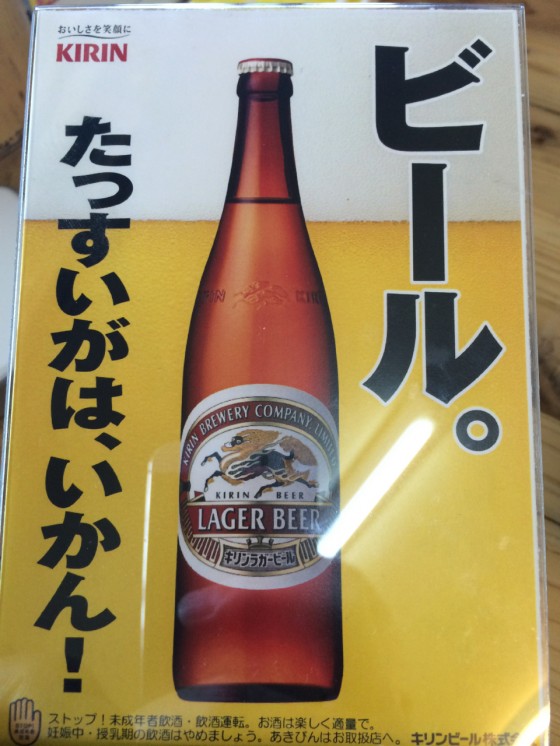 おいしさを笑顔に
KIRIN
ビール。
たっすいがは、いかん!
KIRIN BREWERY COMPANY, LIMITED
KIRIN BEER
LAGER BEER
キリンラガービール
ストップ!未成年者飲酒・飲酒運転。お酒は楽しく適量で。
妊娠中・授乳期の飲酒はやめましょう。あきびんはお取扱店へ。 キリンビール株式会